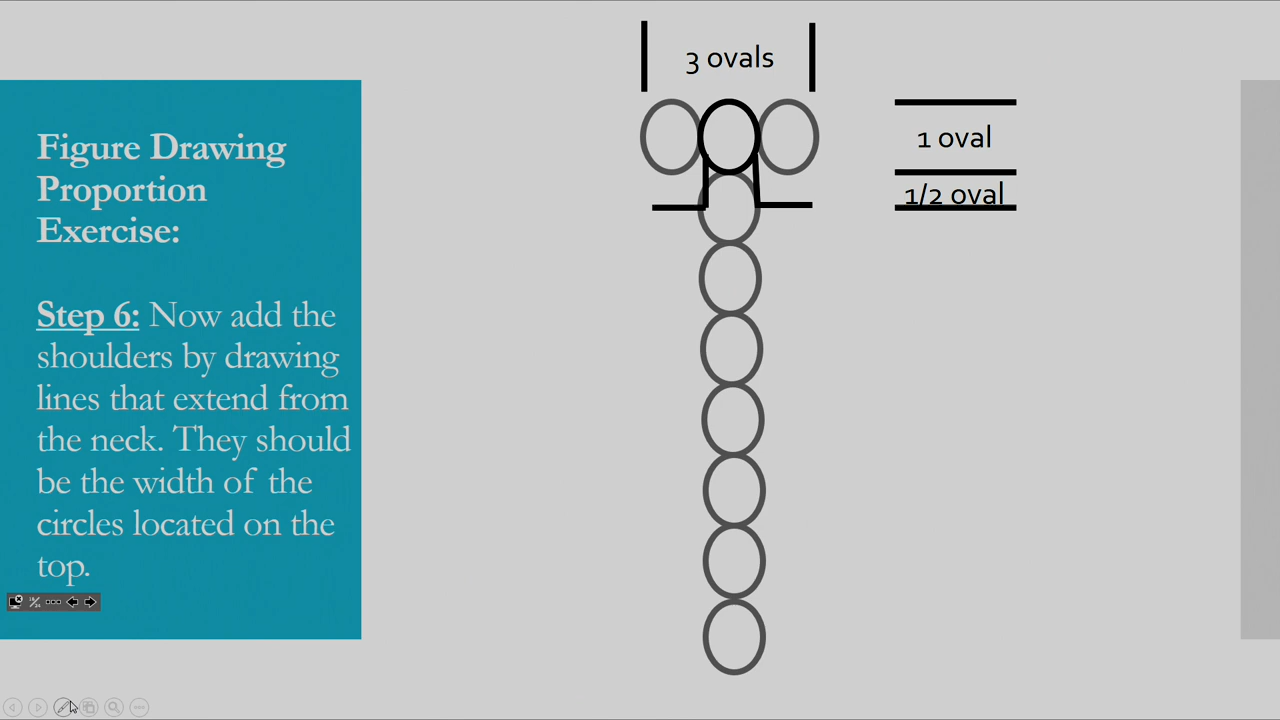 3 ovals
1 oval
1/2 oval
Figure Drawing
Proportion
Exercise:
Step 6: Now add the
shoulders by drawing
lines that extend from
the neck. They should
be the width of the
circles located on the
top.